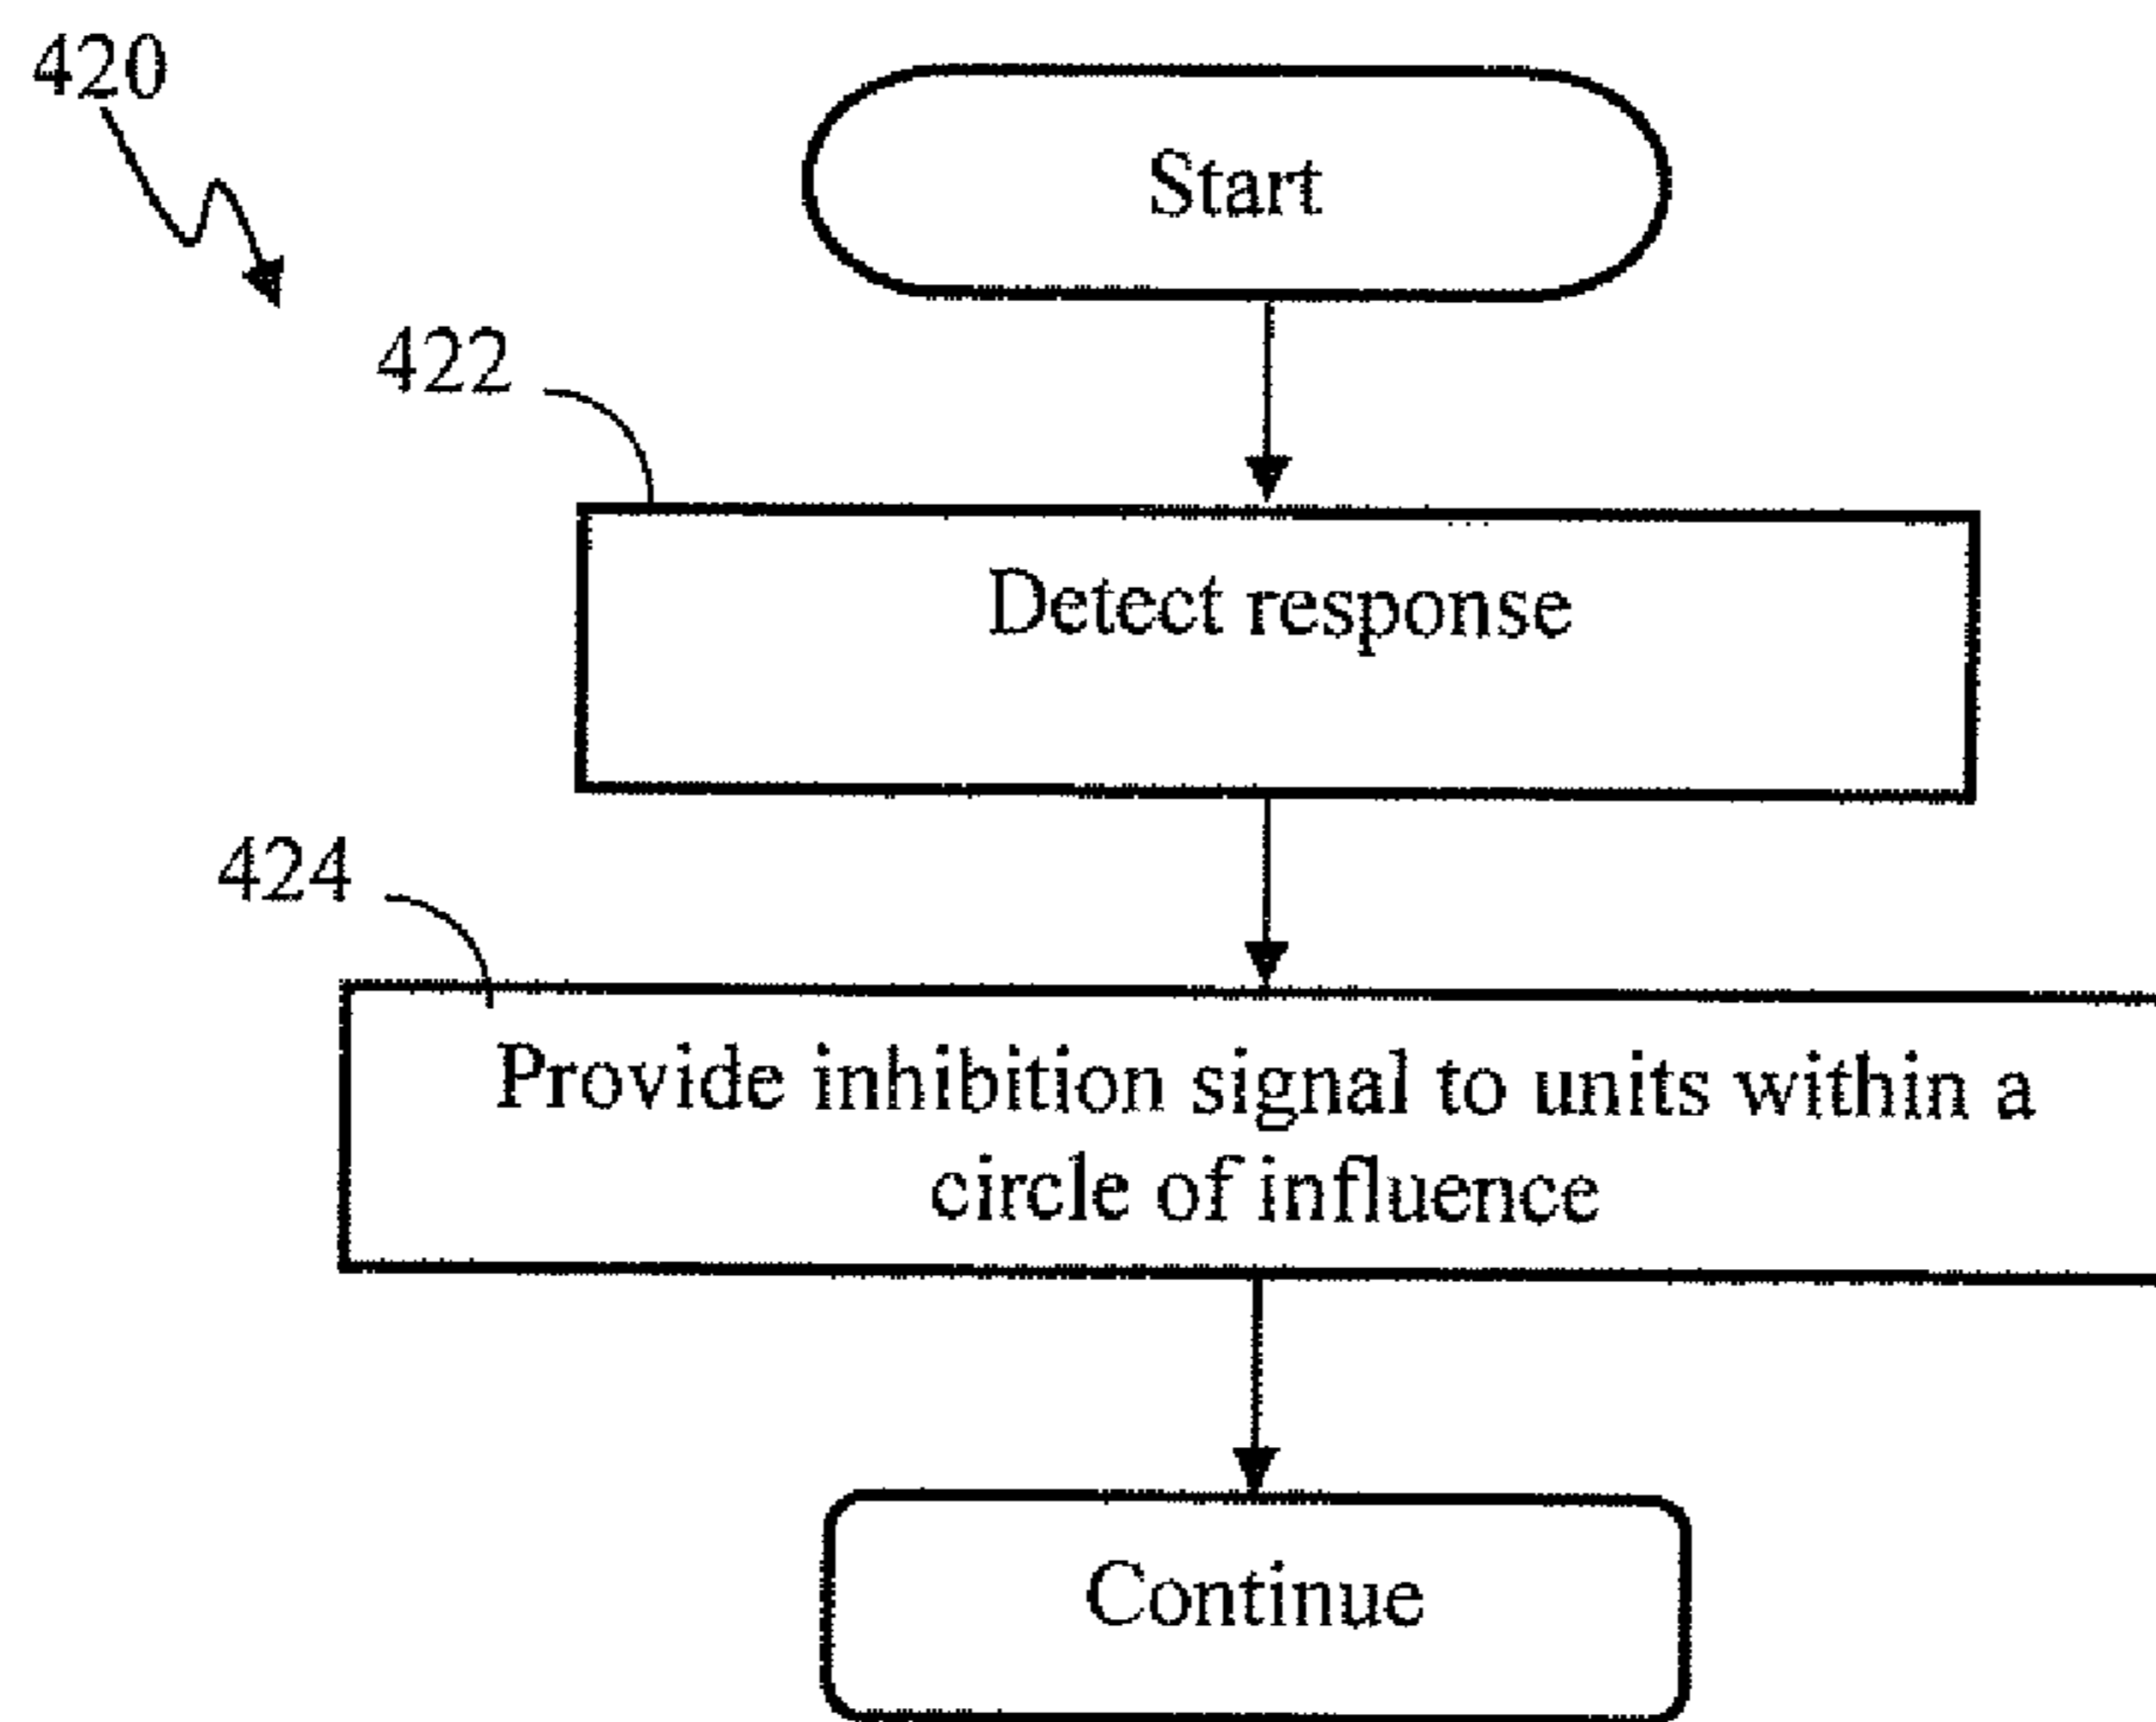 420
Start
422
Detect response
424
Provide inhibition signal to units within a
circle of influence
Continue